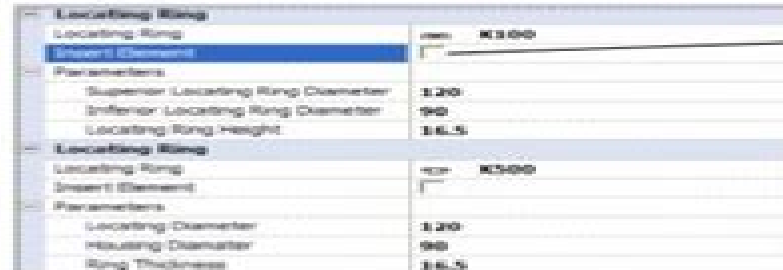 Locating Ring
Locating Ring K100
Insert Element
Parameters
Superior Locating Ring Diameter 120
Inferior Locating Ring Diameter 90
Locating Ring Height 16.5
Locating Ring
Locating Ring K500
Insert Element
Parameters
Locating Diameter 120
Housing Diameter 90
Ring Thickness 16.5